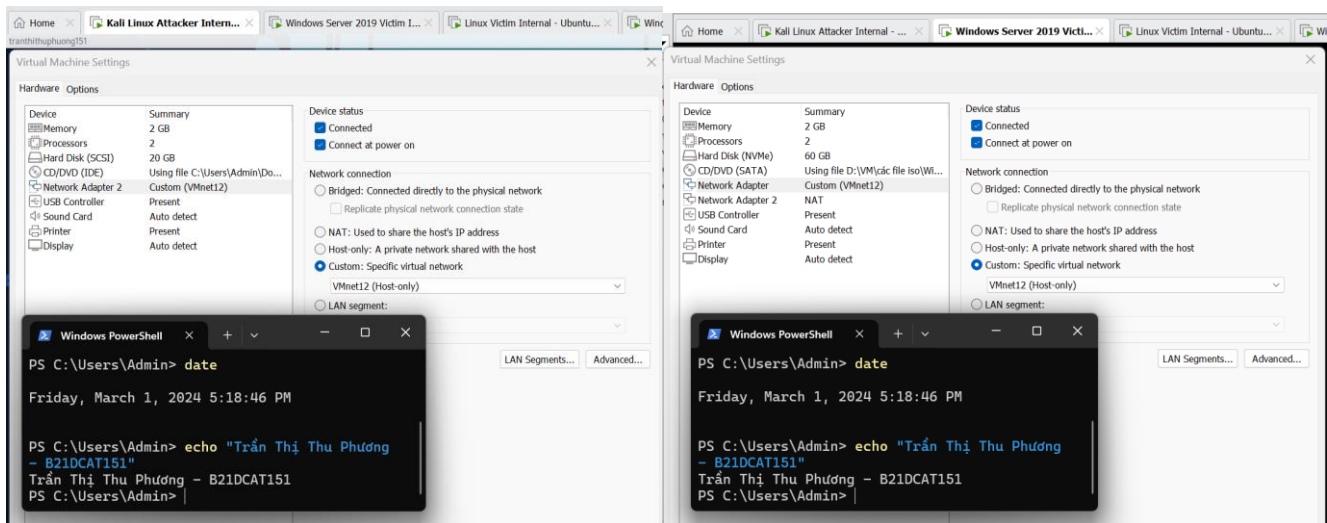 Home
Kali Linux Attacker Intern...
Windows Server 2019 Victim I...
Linux Victim Internal - Ubuntu...
tranthithuphuong151
Virtual Machine Settings
Hardware Options
Device Summary
Memory 2 GB
Processors 2
Hard Disk (SCSI) 20 GB
CD/DVD (IDE) Using file C:\Users\Admin\Do...
Network Adapter 2 Custom (VMnet12)
USB Controller Present
Sound Card Auto detect
Printer Present
Display Auto detect
Device status
Connected
Connect at power on
Network connection
Bridged: Connected directly to the physical network
Replicate physical network connection state
NAT: Used to share the host's IP address
Host-only: A private network shared with the host
Custom: Specific virtual network
VMnet12 (Host-only)
LAN segment:
LAN Segments... Advanced...
Windows PowerShell
PS C:\Users\Admin> date
Friday, March 1, 2024 5:18:46 PM
PS C:\Users\Admin> echo "Trần Thị Thu Phương
- B21DCAT151"
Trần Thị Thu Phương - B21DCAT151
PS C:\Users\Admin>
Home
Kali Linux Attacker Internal - ...
Windows Server 2019 Victi...
Linux Victim Internal - Ubuntu...
Wi
Virtual Machine Settings
Hardware Options
Device Summary
Memory 2 GB
Processors 2
Hard Disk (NVMe) 60 GB
CD/DVD (SATA) Using file D:\VM\các file iso\Wi...
Network Adapter Custom (VMnet12)
Network Adapter 2 NAT
USB Controller Present
Sound Card Auto detect
Printer Present
Display Auto detect
Device status
Connected
Connect at power on
Network connection
Bridged: Connected directly to the physical network
Replicate physical network connection state
NAT: Used to share the host's IP address
Host-only: A private network shared with the host
Custom: Specific virtual network
VMnet12 (Host-only)
LAN segment:
LAN Segments... Advanced...
Windows PowerShell
PS C:\Users\Admin> date
Friday, March 1, 2024 5:18:46 PM
PS C:\Users\Admin> echo "Trần Thị Thu Phương
- B21DCAT151"
Trần Thị Thu Phương - B21DCAT151
PS C:\Users\Admin>